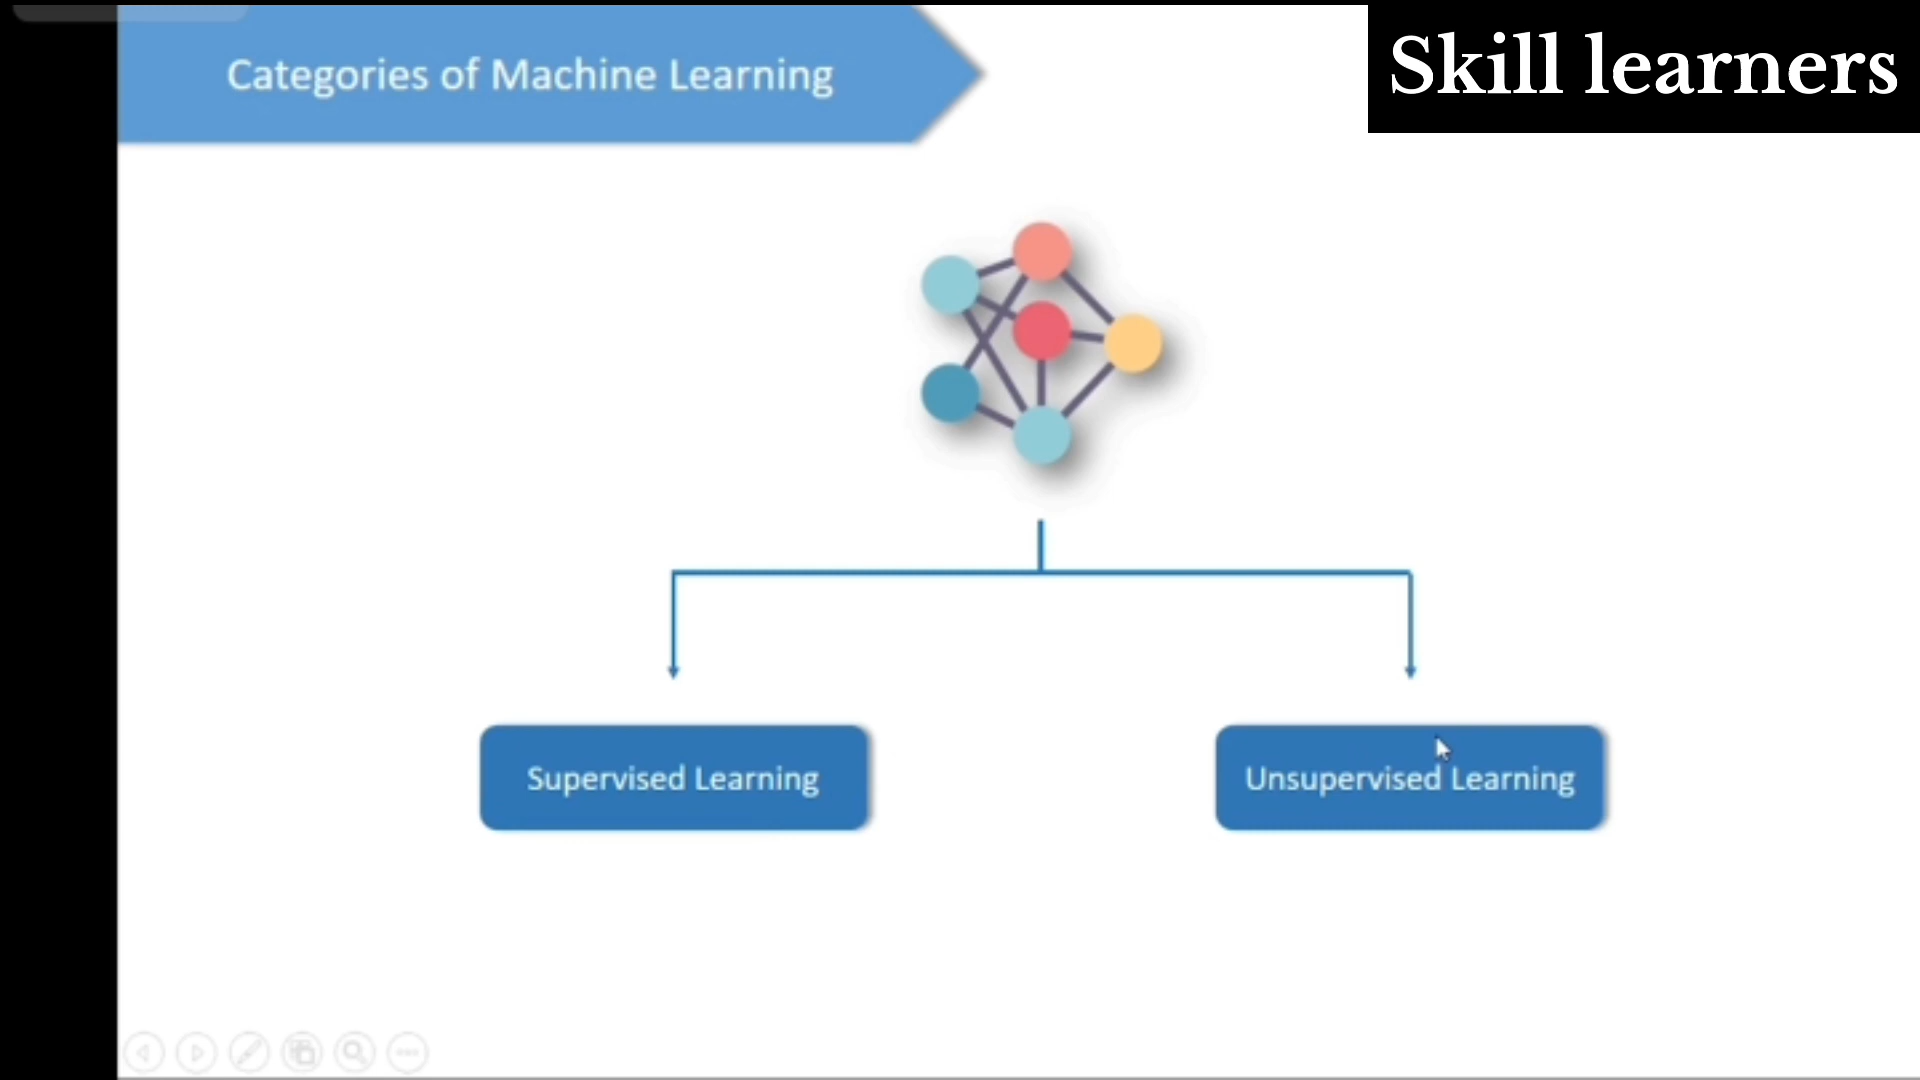 Categories of Machine Learning
Skill learners
Supervised Learning
Unsupervised Learning